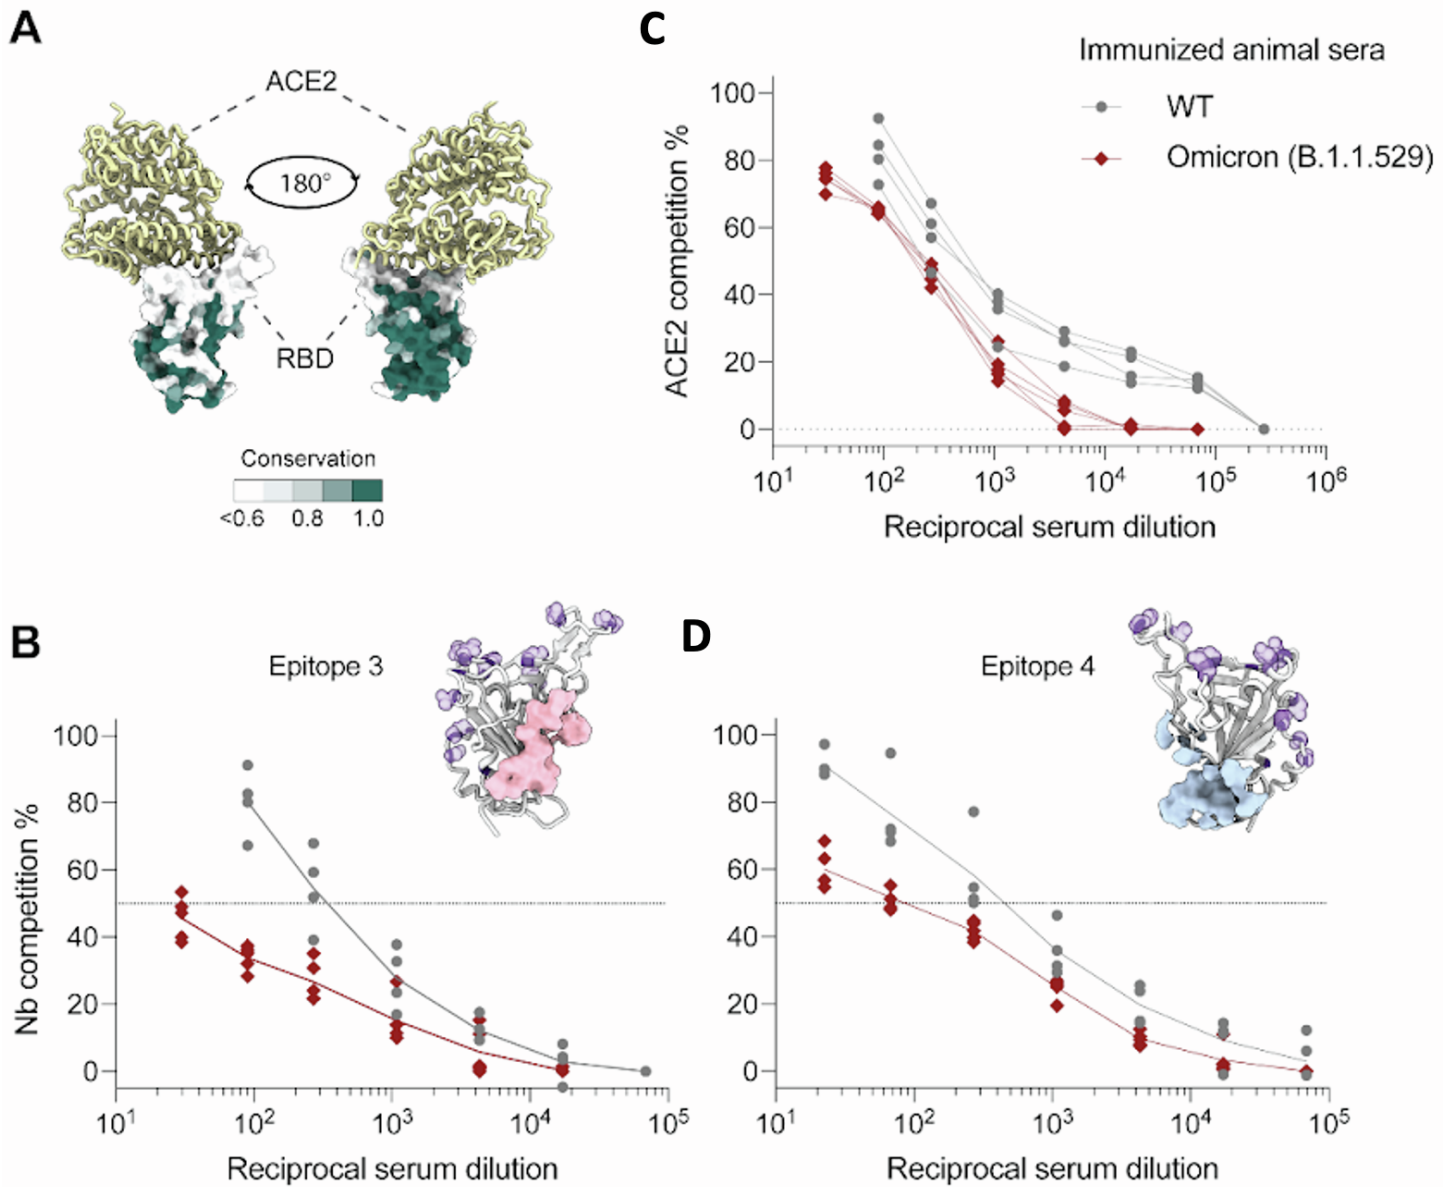 A
ACE2
180°
RBD
Conservation
<0.6 0.8 1.0
C
Immunized animal sera
WT
Omicron (B.1.1.529)
ACE2 competition %
100
80
60
40
20
0
10¹ 10² 10³ 10⁴ 10⁵ 10⁶
Reciprocal serum dilution
B
Epitope 3
Nb competition %
100
80
60
40
20
0
10¹ 10² 10³ 10⁴ 10⁵
Reciprocal serum dilution
D
Epitope 4
100
80
60
40
20
0
10¹ 10² 10³ 10⁴ 10⁵
Reciprocal serum dilution